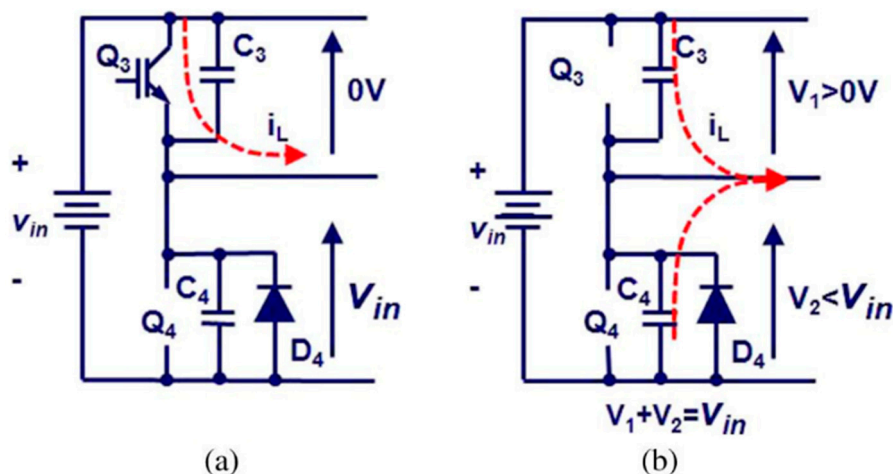 Q3
C3
0V
iL
+
vin
-
C4
Q4
D4
Vin
(a)
Q3
C3
V1>0V
iL
+
vin
-
C4
Q4
D4
V2<Vin
V1+V2=Vin
(b)